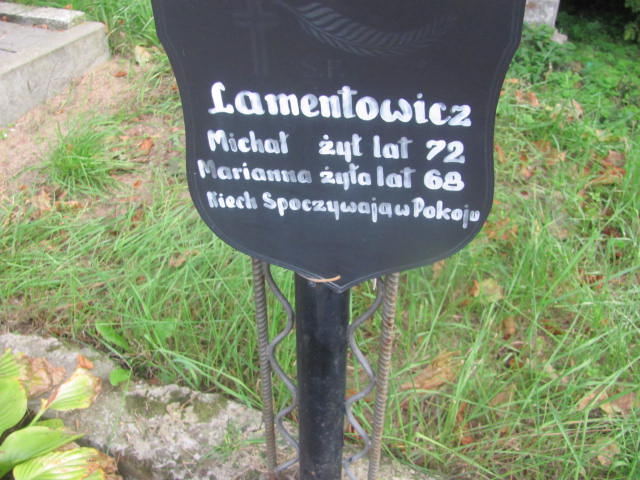 Ś.P.
Lamentowicz
Michał żył lat 72
Marianna żyła lat 68
Niech Spoczywają w Pokoju